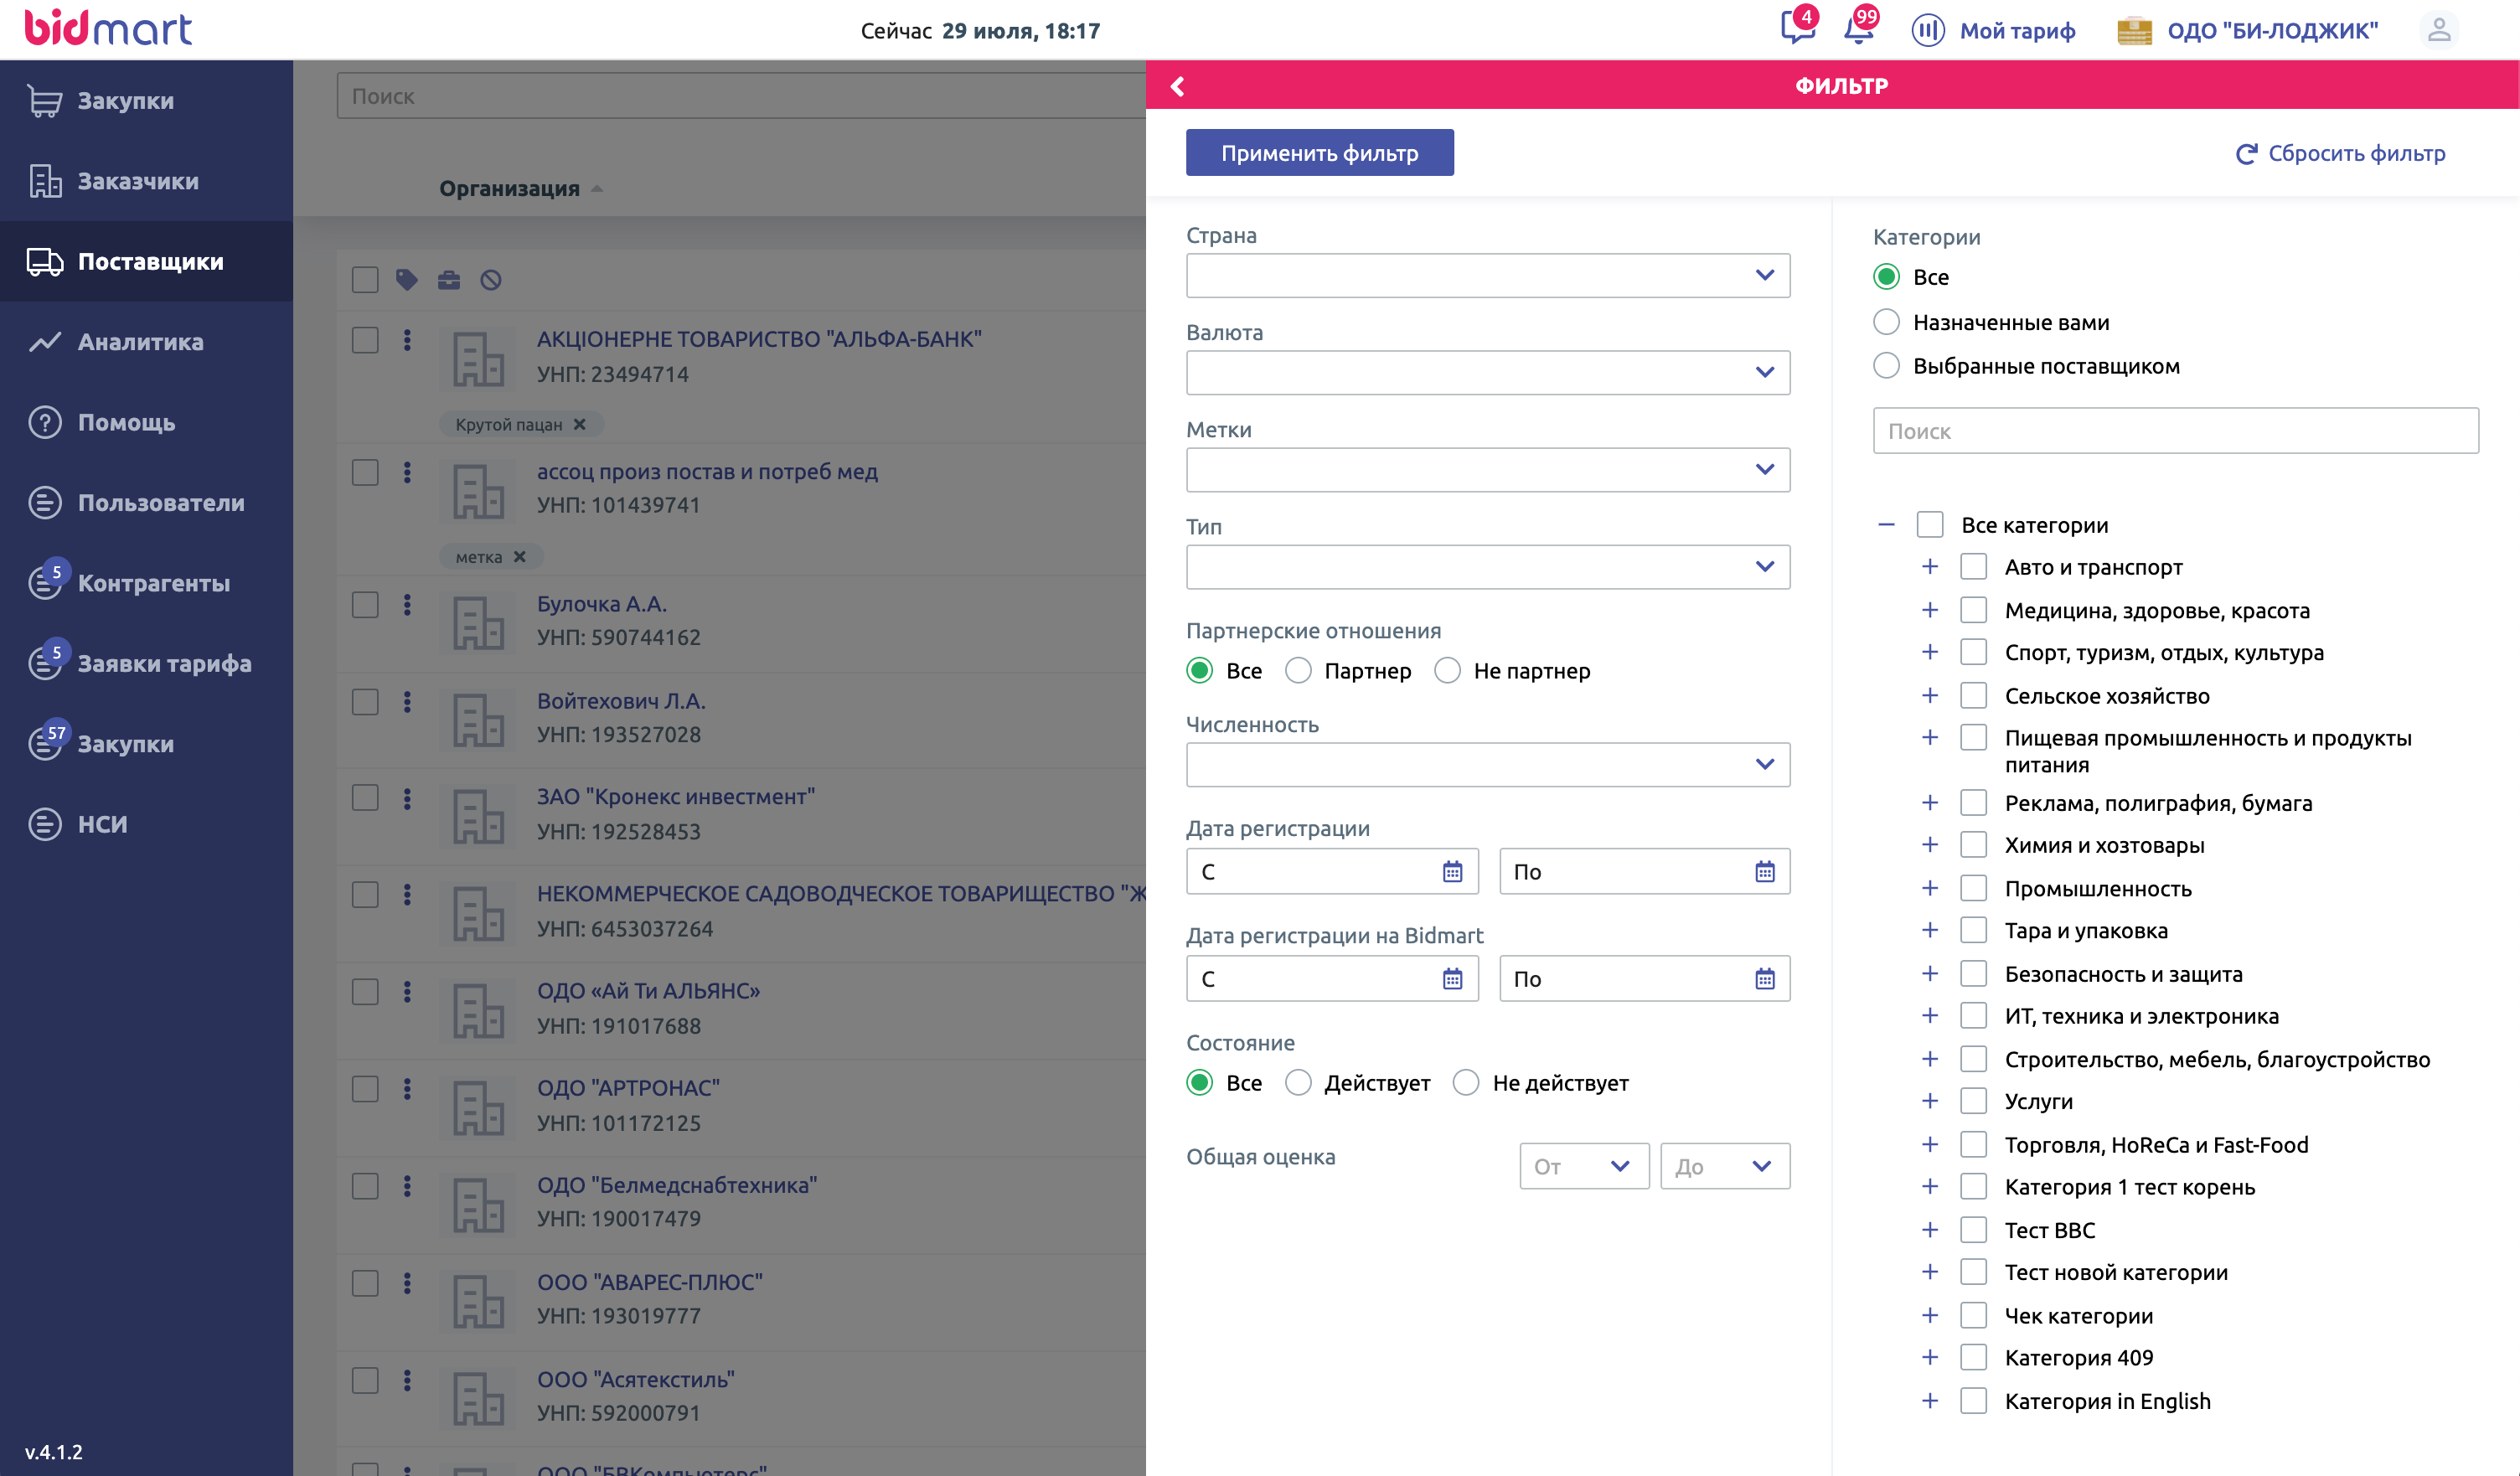 bidmart
Сейчас 29 июля, 18:17
4
99
Мой тариф
ОДО "БИ-ЛОДЖИК"
Закупки
Заказчики
Поставщики
Аналитика
Помощь
Пользователи
5
Контрагенты
5
Заявки тарифа
57
Закупки
НСИ
v.4.1.2
Поиск
Организация
АКЦІОНЕРНЕ ТОВАРИСТВО "АЛЬФА-БАНК"
УНП: 23494714
Крутой пацан
ассоц произ постав и потреб мед
УНП: 101439741
метка
Булочка А.А.
УНП: 590744162
Войтехович Л.А.
УНП: 193527028
ЗАО "Кронекс инвестмент"
УНП: 192528453
НЕКОММЕРЧЕСКОЕ САДОВОДЧЕСКОЕ ТОВАРИЩЕСТВО "Ж
УНП: 6453037264
ОДО «Ай Ти АЛЬЯНС»
УНП: 191017688
ОДО "АРТРОНАС"
УНП: 101172125
ОДО "Белмедснабтехника"
УНП: 190017479
ООО "АВАРЕС-ПЛЮС"
УНП: 193019777
ООО "Асятекстиль"
УНП: 592000791
ООО "БВКомпьютерс"
ФИЛЬТР
Применить фильтр
Сбросить фильтр
Страна
Валюта
Метки
Тип
Партнерские отношения
Все Партнер Не партнер
Численность
Дата регистрации
С По
Дата регистрации на Bidmart
С По
Состояние
Все Действует Не действует
Общая оценка От До
Категории
Все
Назначенные вами
Выбранные поставщиком
Поиск
Все категории
Авто и транспорт
Медицина, здоровье, красота
Спорт, туризм, отдых, культура
Сельское хозяйство
Пищевая промышленность и продукты
питания
Реклама, полиграфия, бумага
Химия и хозтовары
Промышленность
Тара и упаковка
Безопасность и защита
ИТ, техника и электроника
Строительство, мебель, благоустройство
Услуги
Торговля, HoReCa и Fast-Food
Категория 1 тест корень
Тест ВВС
Тест новой категории
Чек категории
Категория 409
Категория in English